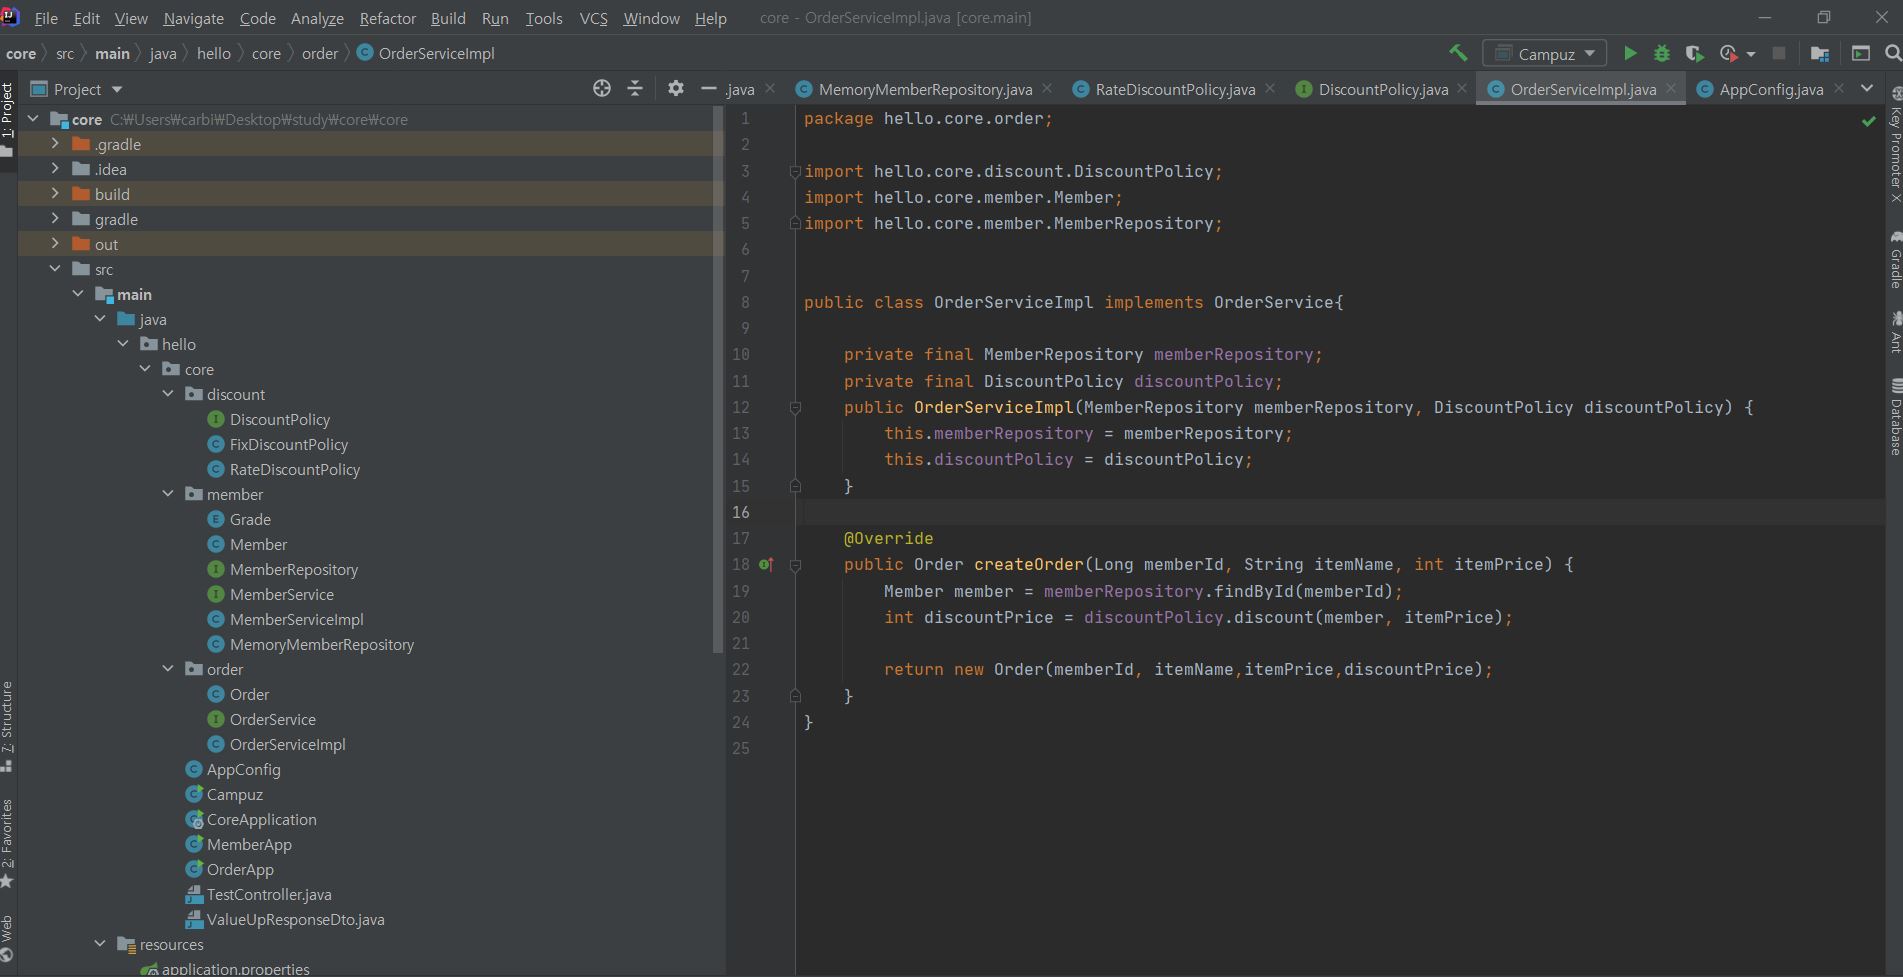 File Edit View Navigate Code Analyze Refactor Build Run Tools VCS Window Help core - OrderServiceImpl.java [core.main]
core src main java hello core order OrderServiceImpl Campuz
Project
.java MemoryMemberRepository.java RateDiscountPolicy.java DiscountPolicy.java OrderServiceImpl.java AppConfig.java
1: Project
7: Structure
2: Favorites
Web
core C:₩Users₩carbi₩Desktop₩study₩core₩core
.gradle
.idea
build
gradle
out
src
main
java
hello
core
discount
DiscountPolicy
FixDiscountPolicy
RateDiscountPolicy
member
Grade
Member
MemberRepository
MemberService
MemberServiceImpl
MemoryMemberRepository
order
Order
OrderService
OrderServiceImpl
AppConfig
Campuz
CoreApplication
MemberApp
OrderApp
TestController.java
ValueUpResponseDto.java
resources
application.properties
1 package hello.core.order;
2
3 import hello.core.discount.DiscountPolicy;
4 import hello.core.member.Member;
5 import hello.core.member.MemberRepository;
6
7
8 public class OrderServiceImpl implements OrderService{
9
10 private final MemberRepository memberRepository;
11 private final DiscountPolicy discountPolicy;
12 public OrderServiceImpl(MemberRepository memberRepository, DiscountPolicy discountPolicy) {
13 this.memberRepository = memberRepository;
14 this.discountPolicy = discountPolicy;
15 }
16
17 @Override
18 public Order createOrder(Long memberId, String itemName, int itemPrice) {
19 Member member = memberRepository.findById(memberId);
20 int discountPrice = discountPolicy.discount(member, itemPrice);
21
22 return new Order(memberId, itemName,itemPrice,discountPrice);
23 }
24 }
25
Key Promoter X
Gradle
Ant
Database